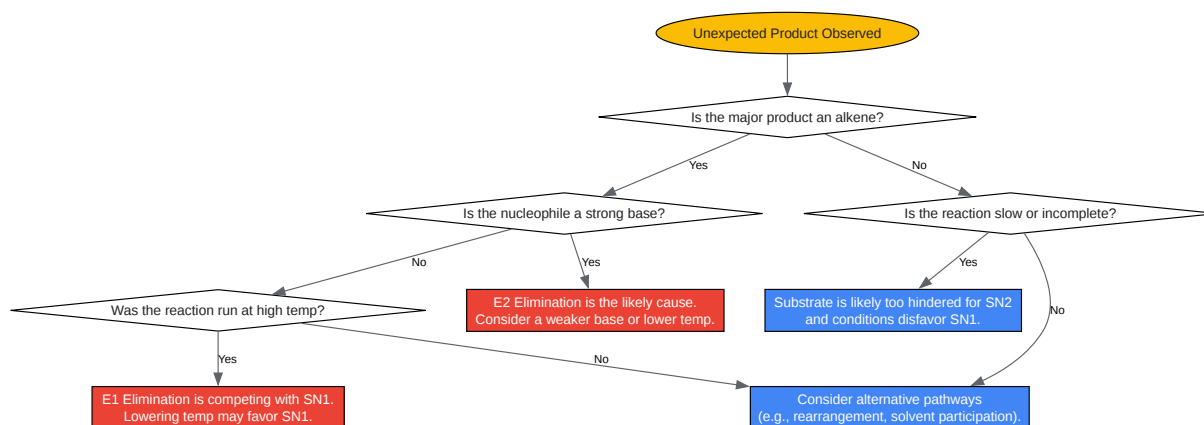 Unexpected Product Observed
Is the major product an alkene?
Yes
No
Is the nucleophile a strong base?
Is the reaction slow or incomplete?
No
Yes
Yes
No
Was the reaction run at high temp?
E2 Elimination is the likely cause.
Consider a weaker base or lower temp.
Substrate is likely too hindered for SN2
and conditions disfavor SN1.
Yes
No
E1 Elimination is competing with SN1.
Lowering temp may favor SN1.
Consider alternative pathways
(e.g., rearrangement, solvent participation).